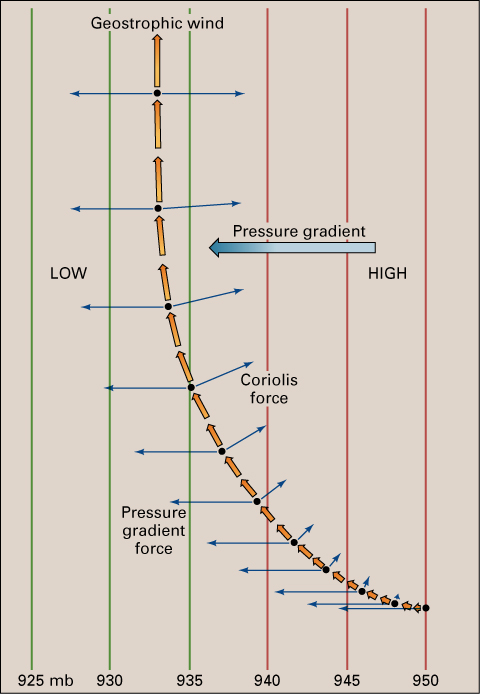 Geostrophic wind
Pressure gradient
LOW
HIGH
Coriolis
force
Pressure
gradient
force
925 mb
930
935
940
945
950